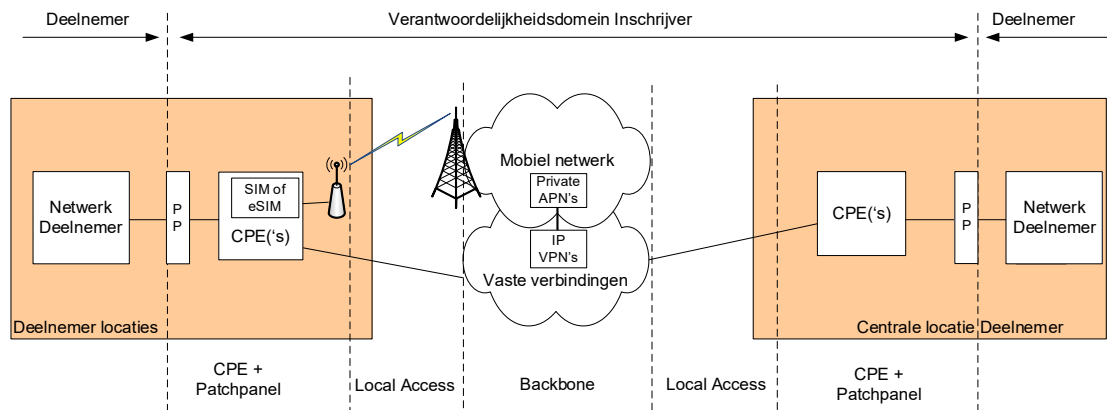 Deelnemer
Verantwoordelijkheidsdomein Inschrijver
Deelnemer
Netwerk
Deelnemer
P
P
SIM of
eSIM
CPE(‘s)
Mobiel netwerk
Private
APN's
IP
VPN's
Vaste verbindingen
CPE(‘s)
P
P
Netwerk
Deelnemer
Deelnemer locaties
Centrale locatie Deelnemer
CPE +
Patchpanel
Local Access
Backbone
Local Access
CPE +
Patchpanel